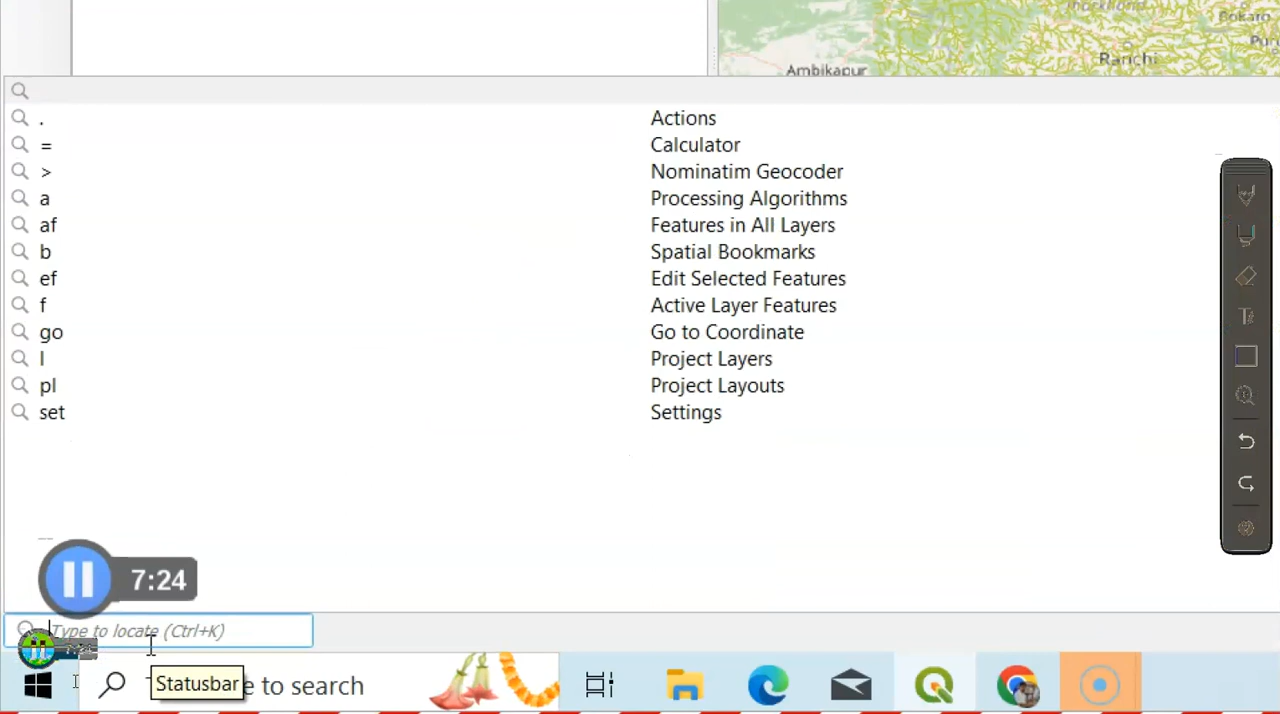 Jharkhand
Bokaro
Pur
Ranchi
Ambikapur
. Actions
= Calculator
> Nominatim Geocoder
a Processing Algorithms
af Features in All Layers
b Spatial Bookmarks
ef Edit Selected Features
f Active Layer Features
go Go to Coordinate
l Project Layers
pl Project Layouts
set Settings
7:24
Type to locate (Ctrl+K)
Statusbar
e to search